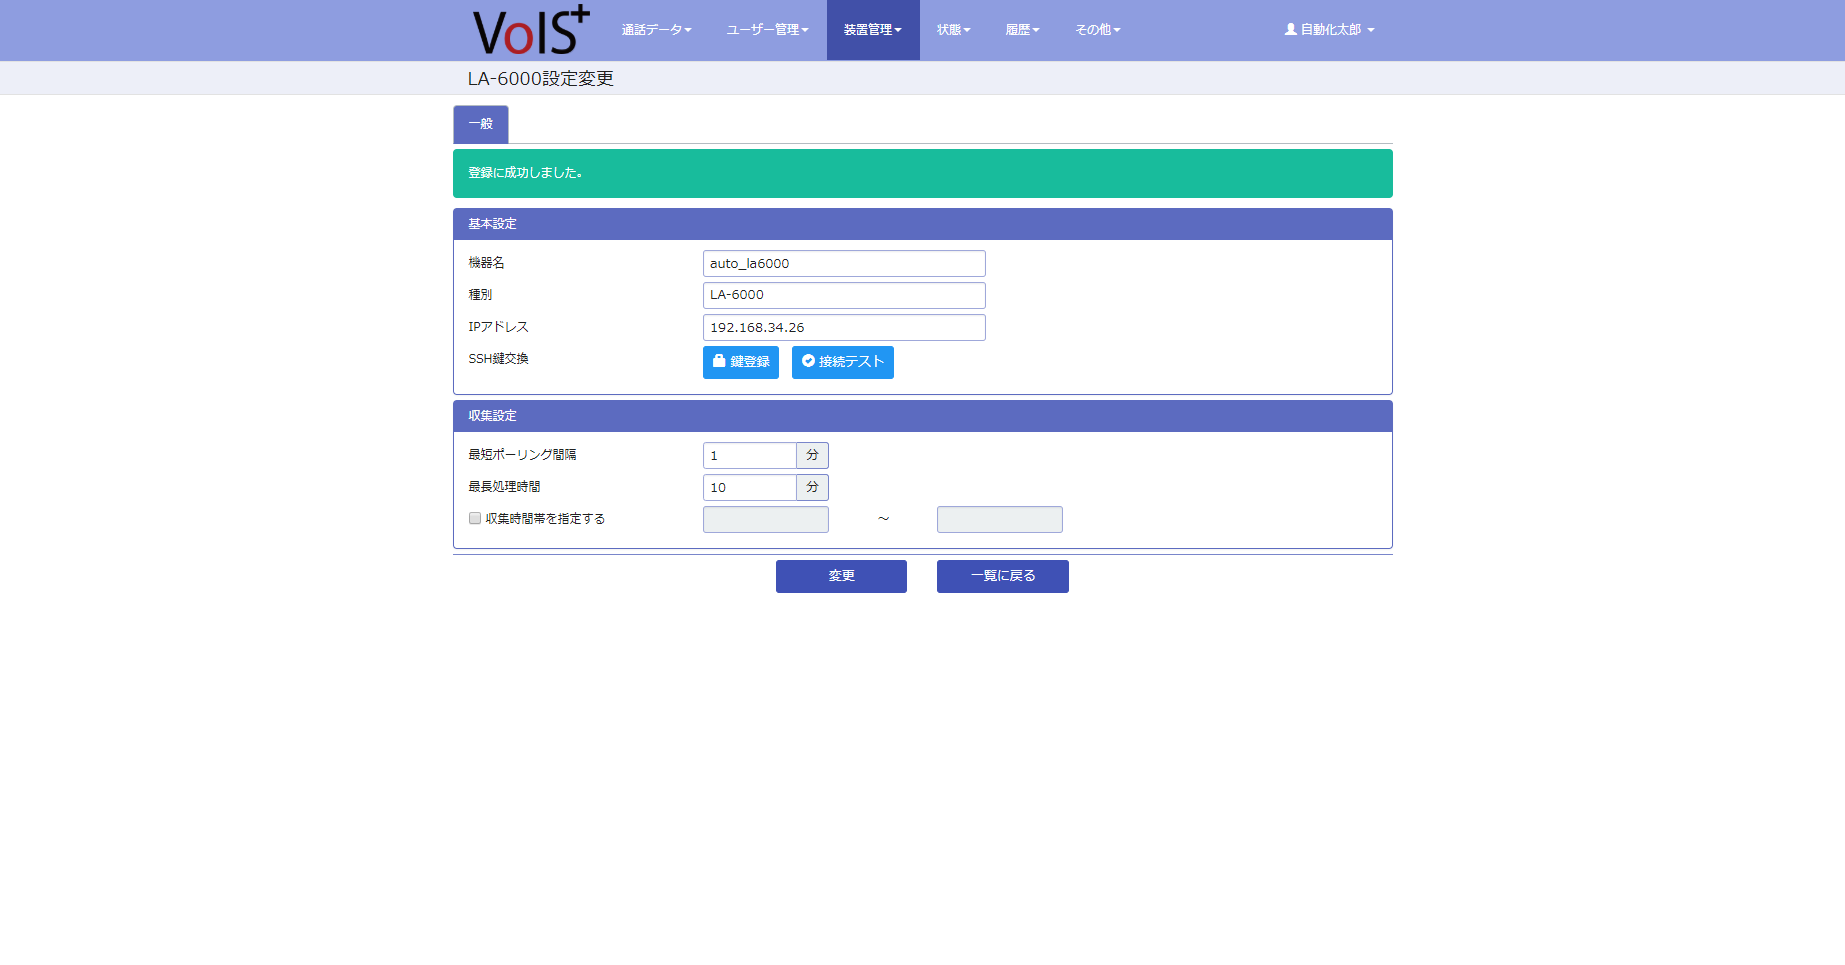 VoIS+ 通話データ ユーザー管理 装置管理 状態 履歴 その他 自動化太郎
LA-6000設定変更
一般
登録に成功しました。
基本設定
機器名 auto_la6000
種別 LA-6000
IPアドレス 192.168.34.26
SSH鍵交換 鍵登録 接続テスト
収集設定
最短ポーリング間隔 1 分
最長処理時間 10 分
収集時間帯を指定する ～
変更 一覧に戻る